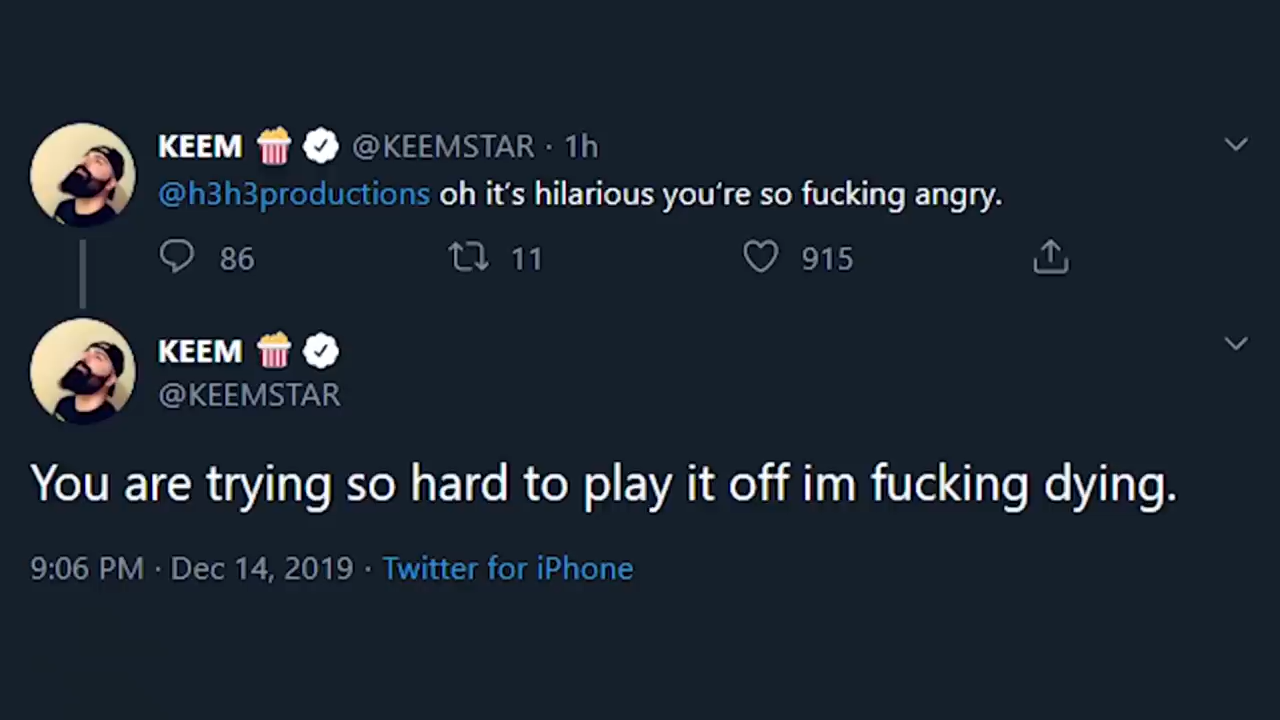 KEEM 🍿 @KEEMSTAR · 1h
@h3h3productions oh it's hilarious you're so fucking angry.
86 11 915
KEEM 🍿
@KEEMSTAR
You are trying so hard to play it off im fucking dying.
9:06 PM · Dec 14, 2019 · Twitter for iPhone